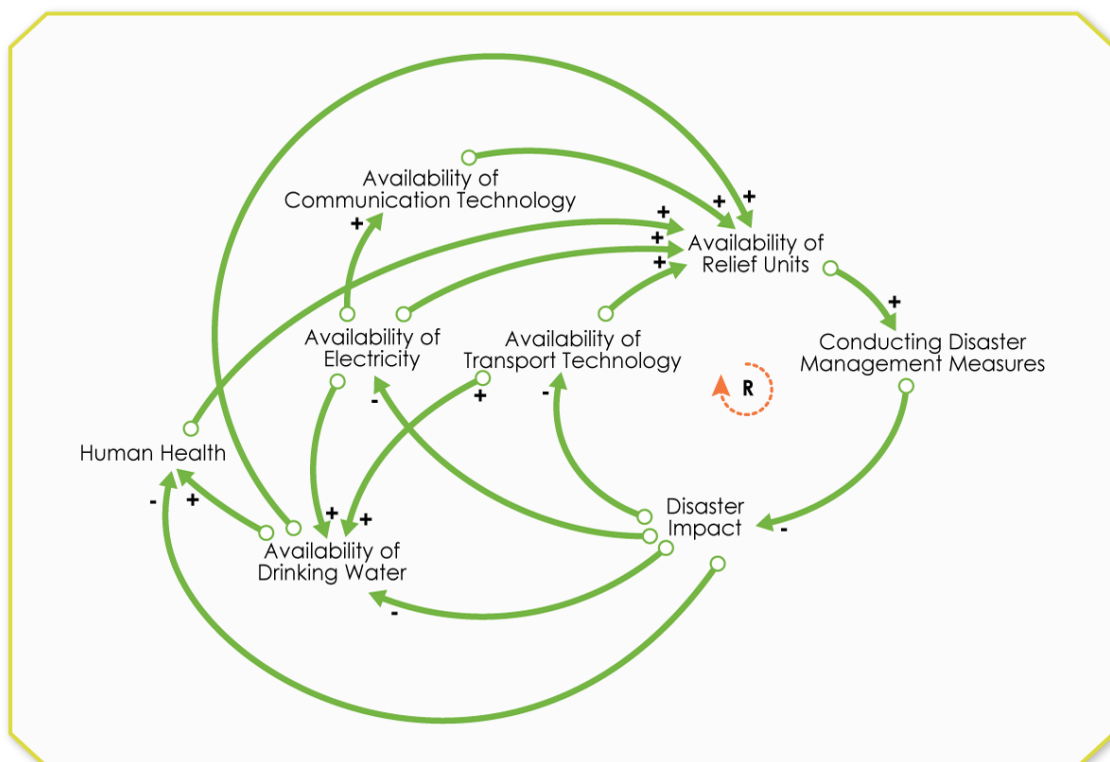 Availability of
Communication Technology
+
+
+
+
+
+
Availability of
Relief Units
+
Availability of
Electricity
Availability of
Transport Technology
Conducting Disaster
Management Measures
-
-
+
R
Human Health
-
+
+
+
Disaster
Impact
-
Availability of
Drinking Water
-